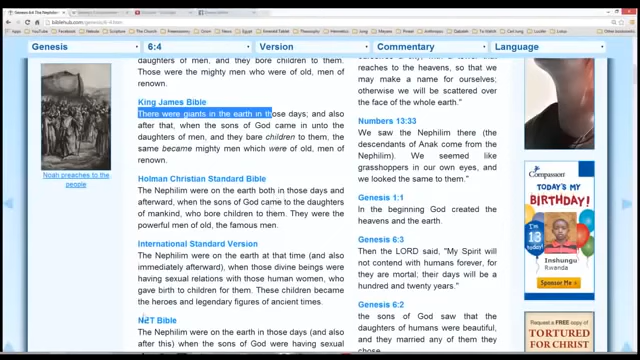 biblehub.com/genesis/6-4.htm
Genesis
6:4
Version
Commentary
Language
Noah preaches to the
people
daughters of men, and they bore children to them.
Those were the mighty men who were of old, men of
renown.
King James Bible
There were giants in the earth in those days; and also
after that, when the sons of God came in unto the
daughters of men, and they bare children to them, the
same became mighty men which were of old, men of
renown.
Holman Christian Standard Bible
The Nephilim were on the earth both in those days and
afterward, when the sons of God came to the daughters
of mankind, who bore children to them. They were the
powerful men of old, the famous men.
International Standard Version
The Nephilim were on the earth at that time (and also
immediately afterward), when those divine beings were
having sexual relations with those human women, who
gave birth to children for them. These children became
the heroes and legendary figures of ancient times.
NET Bible
The Nephilim were on the earth in those days (and also
after this) when the sons of God were having sexual
reaches to the heavens, so that we
may make a name for ourselves;
otherwise we will be scattered over
the face of the whole earth."
Numbers 13:33
We saw the Nephilim there (the
descendants of Anak come from the
Nephilim). We seemed like
grasshoppers in our own eyes, and
we looked the same to them."
Genesis 1:1
In the beginning God created the
heavens and the earth.
Genesis 6:3
Then the LORD said, "My Spirit will
not contend with humans forever, for
they are mortal; their days will be a
hundred and twenty years."
Genesis 6:2
the sons of God saw that the
daughters of humans were beautiful,
and they married any of them they
chose.
Compassion
TODAY'S MY
BIRTHDAY!
I'm
13
today
Inshungu
Rwanda
Sponsor Me
Request a FREE copy of
TORTURED
FOR CHRIST